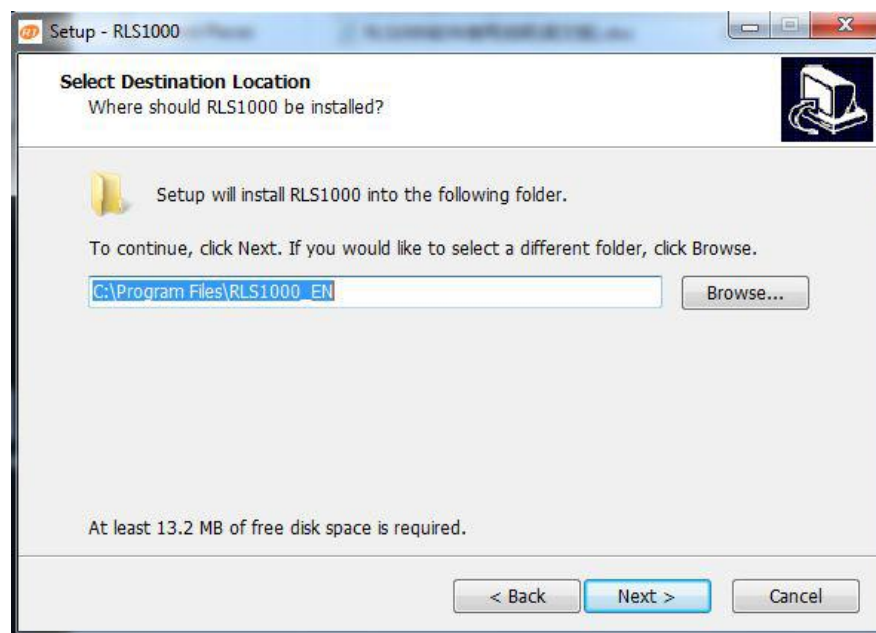 Setup - RLS1000
Select Destination Location
Where should RLS1000 be installed?
Setup will install RLS1000 into the following folder.
To continue, click Next. If you would like to select a different folder, click Browse.
C:\Program Files\RLS1000_EN
Browse...
At least 13.2 MB of free disk space is required.
< Back
Next >
Cancel